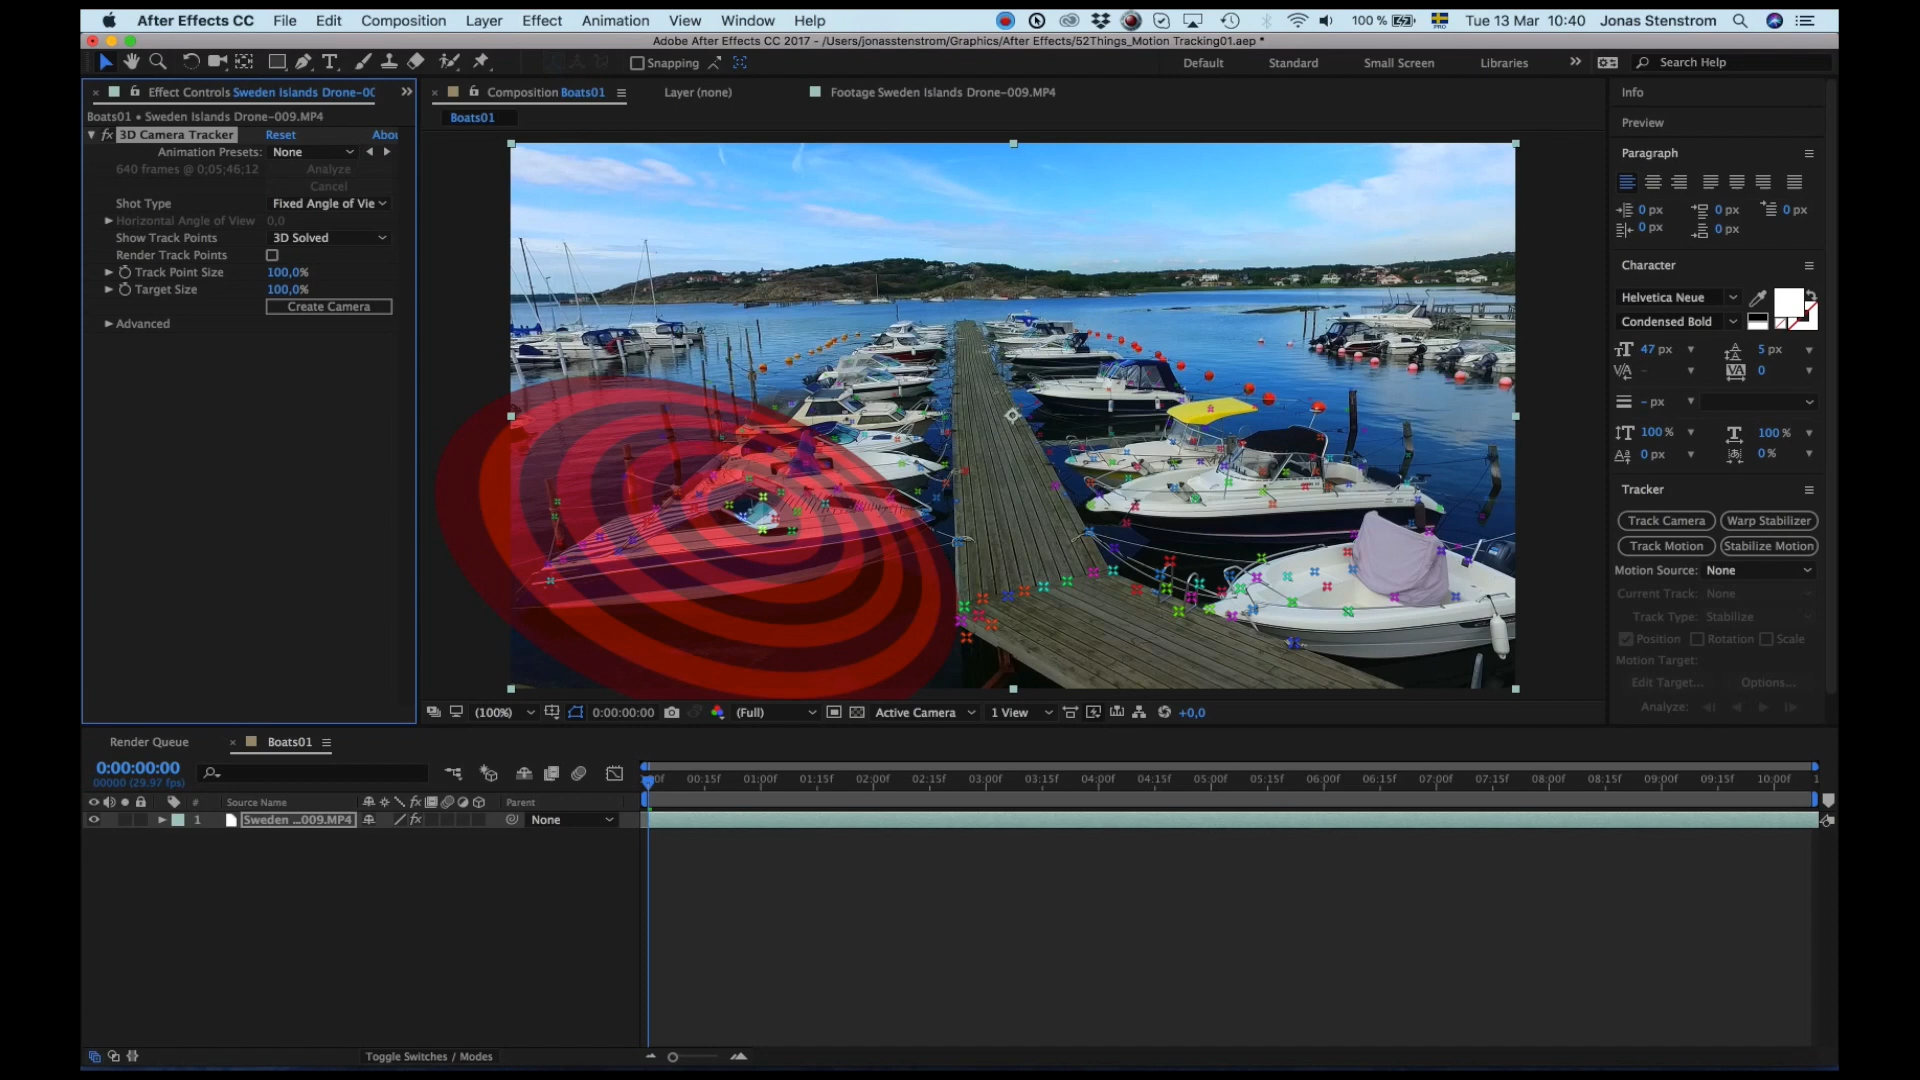 After Effects CC File Edit Composition Layer Effect Animation View Window Help 100 % Tue 13 Mar 10:40 Jonas Stenstrom
Adobe After Effects CC 2017 - /Users/jonasstenstrom/Graphics/After Effects/52Things_Motion Tracking01.aep *
Snapping Default Standard Small Screen Libraries Search Help
Effect Controls Sweden Islands Drone-00 Composition Boats01 Layer (none) Footage Sweden Islands Drone-009.MP4 Info
Boats01 • Sweden Islands Drone-009.MP4 Boats01 Preview
fx 3D Camera Tracker Reset Abou
Animation Presets: None Paragraph
640 frames @ 0;05;46;12 Analyze
Cancel
Shot Type Fixed Angle of Vie
Horizontal Angle of View 0,0
0 px 0 px 0 px
0 px 0 px
Show Track Points 3D Solved
Render Track Points
Track Point Size 100,0%
Target Size 100,0%
Create Camera
Advanced
Character
Helvetica Neue
Condensed Bold
47 px 5 px
- 0
- px
100 % 100 %
0 px 0 %
Tracker
Track Camera Warp Stabilizer
Track Motion Stabilize Motion
Motion Source: None
Current Track: None
Track Type: Stabilize
Position Rotation Scale
Motion Target:
Edit Target... Options...
Analyze:
(100%) 0:00:00:00 (Full) Active Camera 1 View +0,0
Render Queue Boats01
0:00:00:00
00000 (29.97 fps)
:00f 00:15f 01:00f 01:15f 02:00f 02:15f 03:00f 03:15f 04:00f 04:15f 05:00f 05:15f 06:00f 06:15f 07:00f 07:15f 08:00f 08:15f 09:00f 09:15f 10:00f 1
# Source Name fx Parent
1 Sweden ...009.MP4 fx None
Toggle Switches / Modes